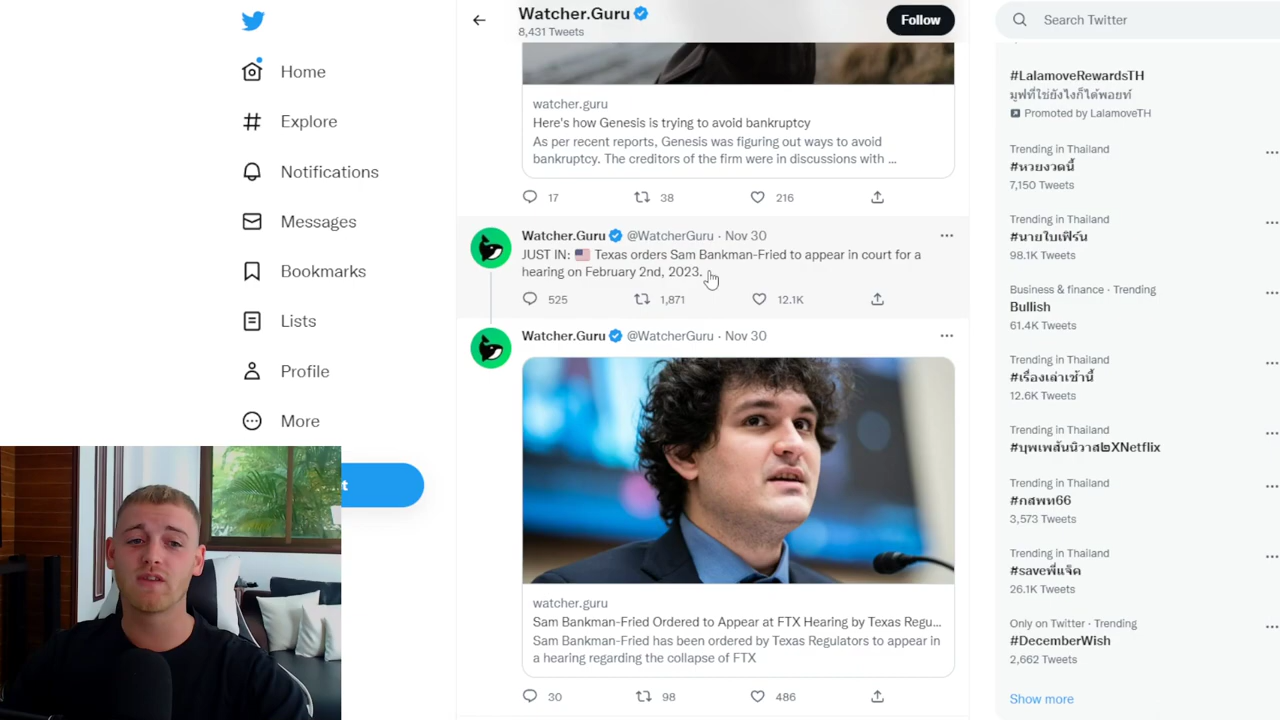 Home
Explore
Notifications
Messages
Bookmarks
Lists
Profile
More
t
Watcher.Guru
8,431 Tweets
Follow
watcher.guru
Here's how Genesis is trying to avoid bankruptcy
As per recent reports, Genesis was figuring out ways to avoid
bankruptcy. The creditors of the firm were in discussions with ...
17 38 216
Watcher.Guru @WatcherGuru · Nov 30
JUST IN: 🇺🇸 Texas orders Sam Bankman-Fried to appear in court for a
hearing on February 2nd, 2023.
525 1,871 12.1K
Watcher.Guru @WatcherGuru · Nov 30
watcher.guru
Sam Bankman-Fried Ordered to Appear at FTX Hearing by Texas Regu...
Sam Bankman-Fried has been ordered by Texas Regulators to appear in
a hearing regarding the collapse of FTX
30 98 486
Search Twitter
#LalamoveRewardsTH
มูฟที่ใช่ยังไงก็ได้พอยท์
Promoted by LalamoveTH
Trending in Thailand
#หวยงวดนี้
7,150 Tweets
Trending in Thailand
#นายใบเฟิร์น
98.1K Tweets
Business & finance · Trending
Bullish
61.4K Tweets
Trending in Thailand
#เรื่องเล่าเช้านี้
12.6K Tweets
Trending in Thailand
#บุพเพสันนิวาส๒XNetflix
Trending in Thailand
#กสพท66
3,573 Tweets
Trending in Thailand
#saveพี่แจ็ค
26.1K Tweets
Only on Twitter · Trending
#DecemberWish
2,662 Tweets
Show more